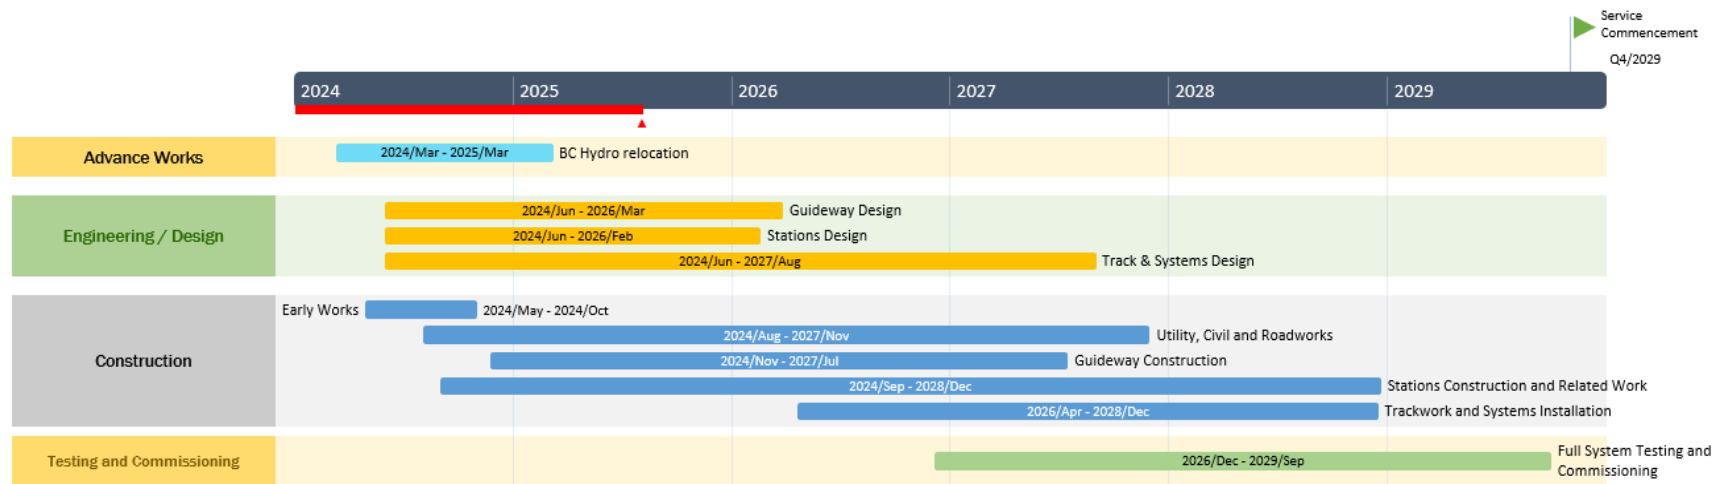 Service
Commencement
Q4/2029
2024 2025 2026 2027 2028 2029
Advance Works
2024/Mar - 2025/Mar BC Hydro relocation
Engineering / Design
2024/Jun - 2026/Mar Guideway Design
2024/Jun - 2026/Feb Stations Design
2024/Jun - 2027/Aug Track & Systems Design
Construction
Early Works 2024/May - 2024/Oct
2024/Aug - 2027/Nov Utility, Civil and Roadworks
2024/Nov - 2027/Jul Guideway Construction
2024/Sep - 2028/Dec Stations Construction and Related Work
2026/Apr - 2028/Dec Trackwork and Systems Installation
Testing and Commissioning
2026/Dec - 2029/Sep Full System Testing and
Commissioning